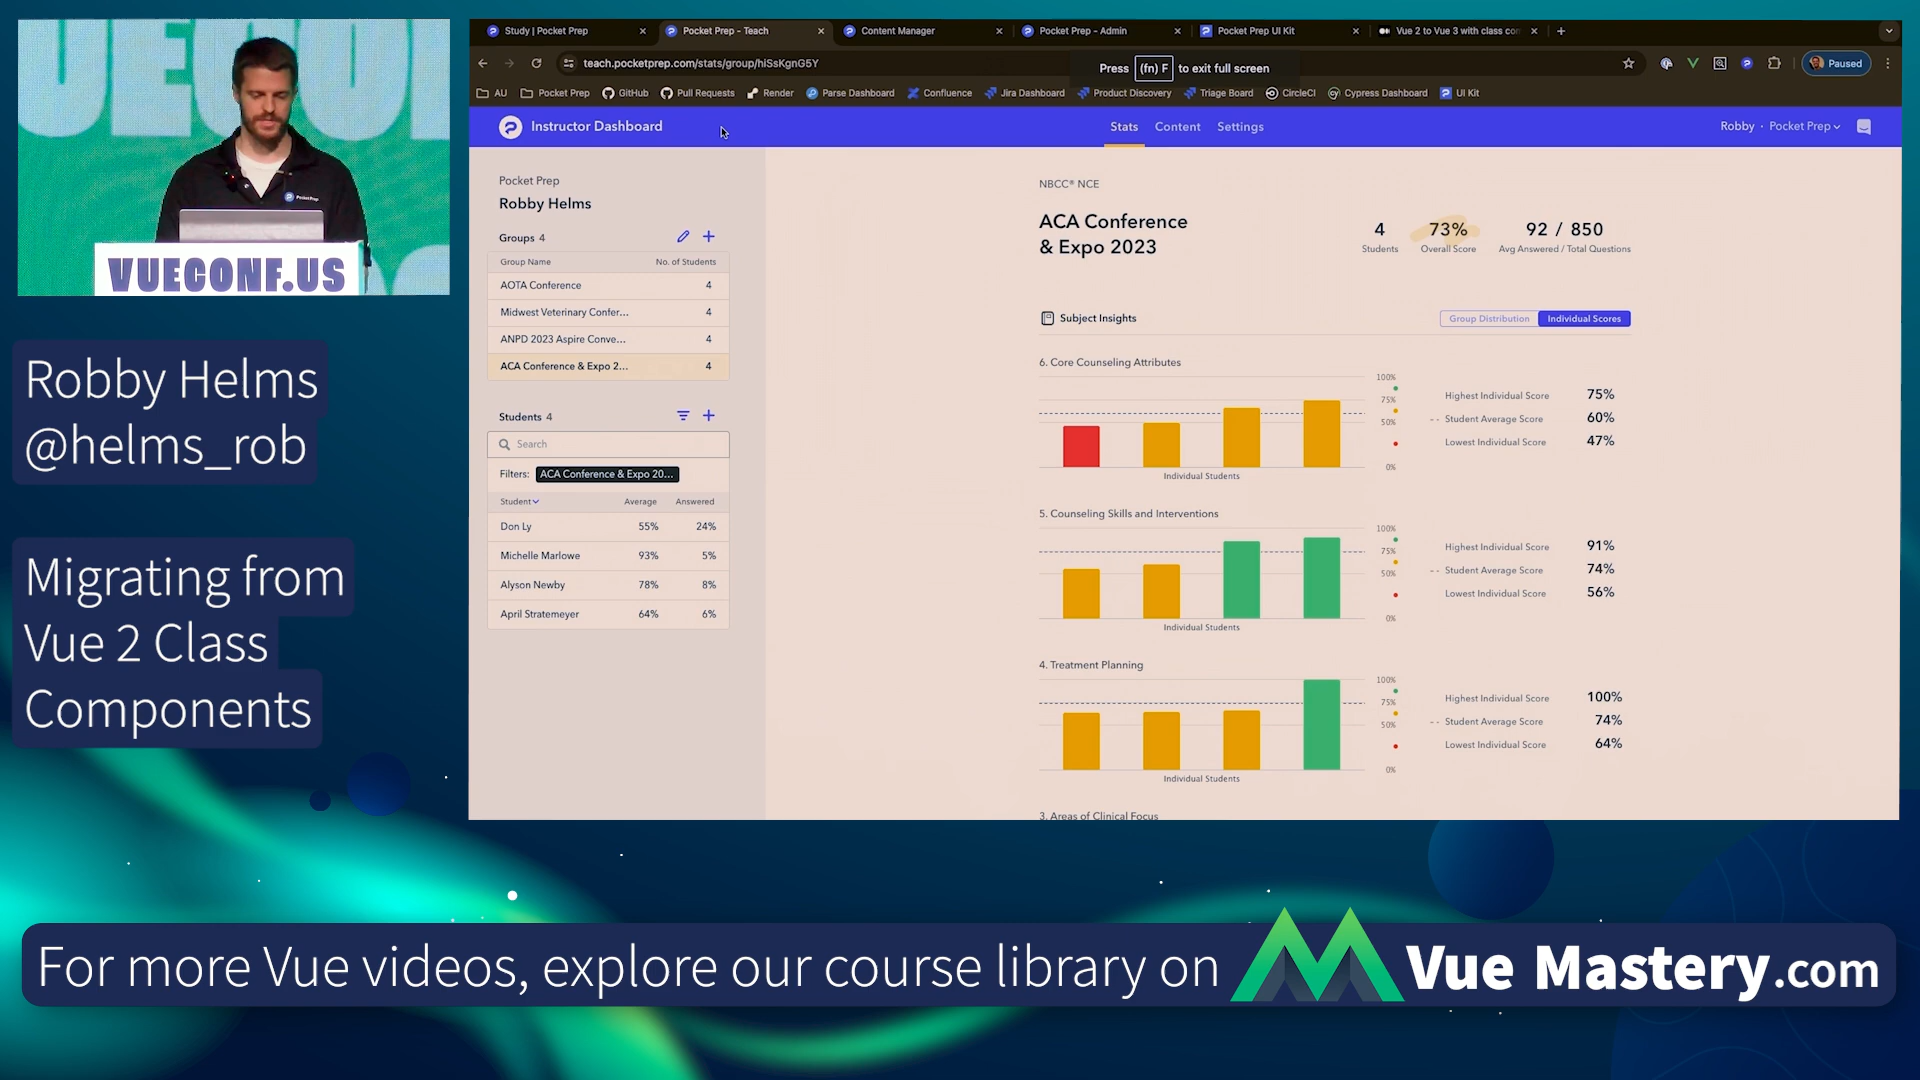 VUECONF.US
Robby Helms
@helms_rob
Migrating from
Vue 2 Class
Components
Study | Pocket Prep
Pocket Prep - Teach
Content Manager
Pocket Prep - Admin
Pocket Prep UI Kit
Vue 2 to Vue 3 with class con
teach.pocketprep.com/stats/group/hiSsKgnG5Y
Press (fn) F to exit full screen
Paused
AU
Pocket Prep
GitHub
Pull Requests
Render
Parse Dashboard
Confluence
Jira Dashboard
Product Discovery
Triage Board
CircleCI
Cypress Dashboard
UI Kit
Instructor Dashboard
Stats
Content
Settings
Robby · Pocket Prep
Pocket Prep
Robby Helms
Groups 4
Group Name No. of Students
AOTA Conference 4
Midwest Veterinary Confer... 4
ANPD 2023 Aspire Conve... 4
ACA Conference & Expo 2... 4
Students 4
Search
Filters: ACA Conference & Expo 20...
Student Average Answered
Don Ly 55% 24%
Michelle Marlowe 93% 5%
Alyson Newby 78% 8%
April Stratemeyer 64% 6%
NBCC® NCE
ACA Conference
& Expo 2023
4
Students
73%
Overall Score
92 / 850
Avg Answered / Total Questions
Subject Insights
Group Distribution
Individual Scores
6. Core Counseling Attributes
100%
75%
50%
0%
Individual Students
Highest Individual Score 75%
-- Student Average Score 60%
Lowest Individual Score 47%
5. Counseling Skills and Interventions
100%
75%
50%
0%
Individual Students
Highest Individual Score 91%
-- Student Average Score 74%
Lowest Individual Score 56%
4. Treatment Planning
100%
75%
50%
0%
Individual Students
Highest Individual Score 100%
-- Student Average Score 74%
Lowest Individual Score 64%
3. Areas of Clinical Focus
For more Vue videos, explore our course library on Vue Mastery.com